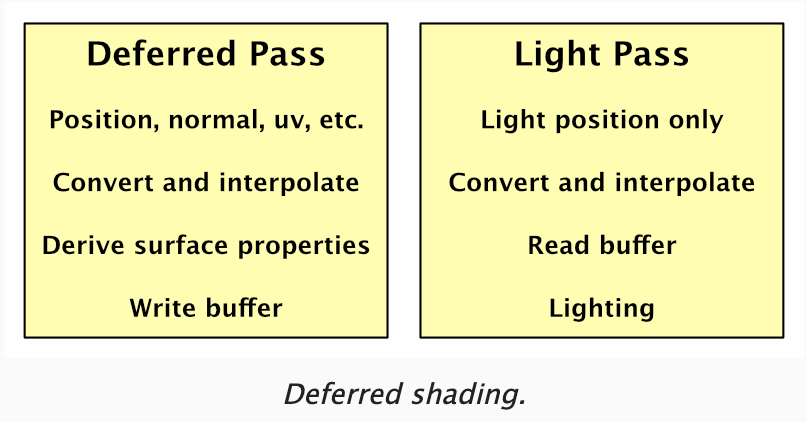 Deferred Pass
Position, normal, uv, etc.
Convert and interpolate
Derive surface properties
Write buffer
Light Pass
Light position only
Convert and interpolate
Read buffer
Lighting
Deferred shading.